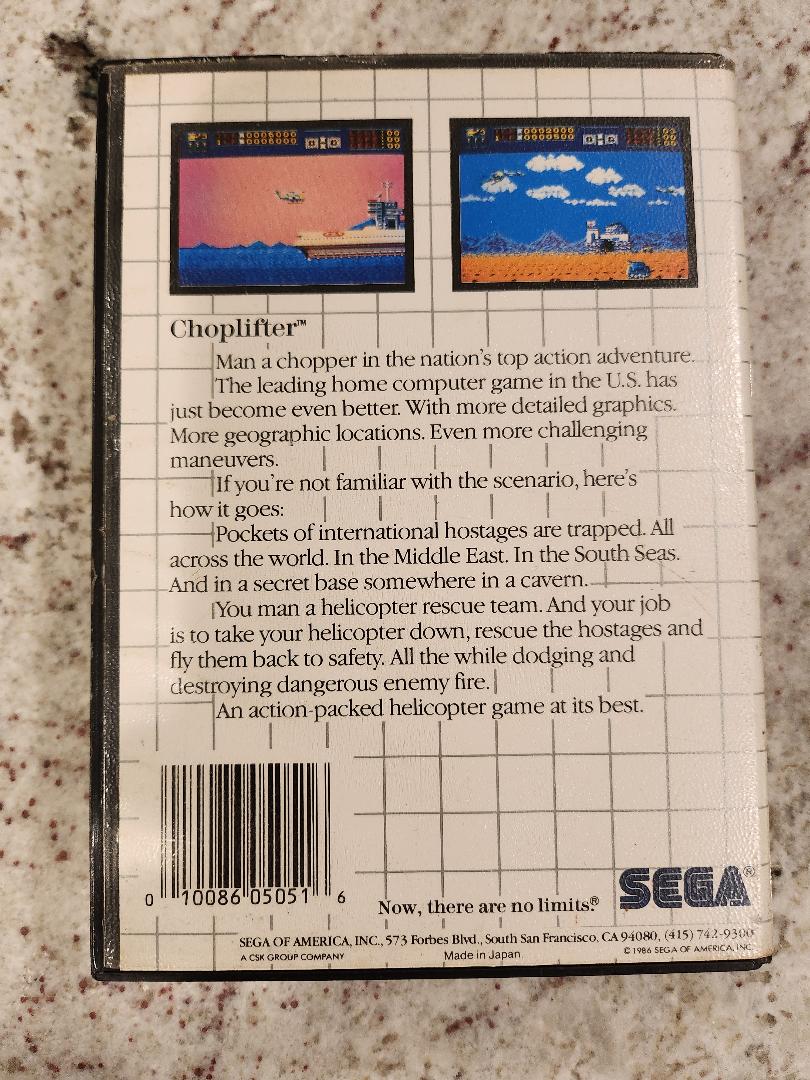 Choplifter™
Man a chopper in the nation's top action adventure.
The leading home computer game in the U.S. has
just become even better. With more detailed graphics.
More geographic locations. Even more challenging
maneuvers.
If you're not familiar with the scenario, here's
how it goes:
Pockets of international hostages are trapped. All
across the world. In the Middle East. In the South Seas.
And in a secret base somewhere in a cavern.
You man a helicopter rescue team. And your job
is to take your helicopter down, rescue the hostages and
fly them back to safety. All the while dodging and
destroying dangerous enemy fire.
An action-packed helicopter game at its best.
0 10086 05051 6
Now, there are no limits.®
SEGA®
SEGA OF AMERICA, INC., 573 Forbes Blvd., South San Francisco, CA 94080, (415) 742-9300
A CSK GROUP COMPANY
Made in Japan
© 1986 SEGA OF AMERICA, INC.